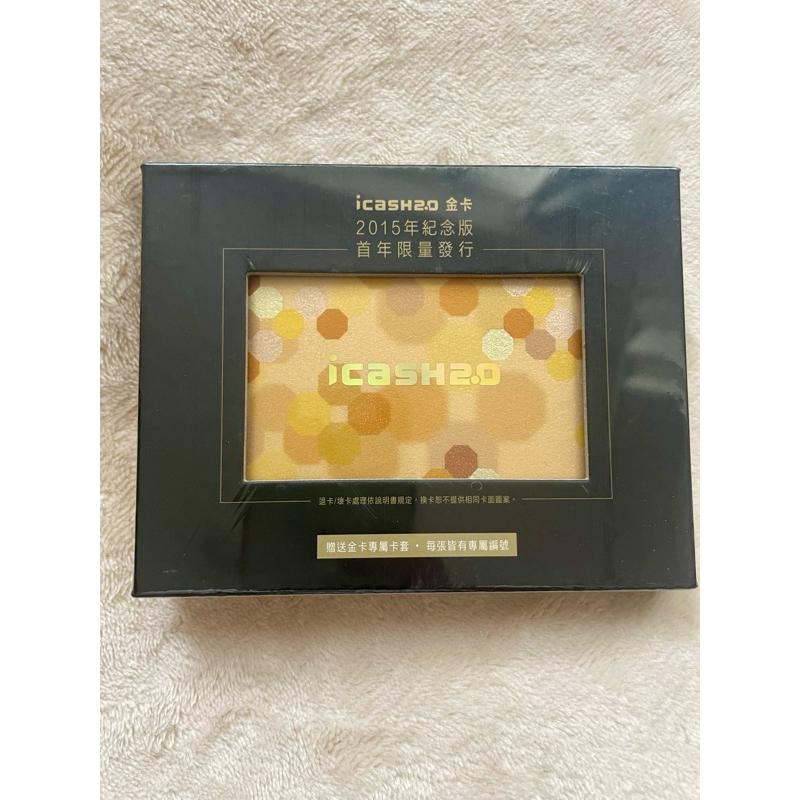 icash2.0 金卡
2015年紀念版
首年限量發行
icash2.0
退卡/壞卡處理依說明書規定，換卡恕不提供相同卡面圖案。
贈送金卡專屬卡套・每張皆有專屬編號